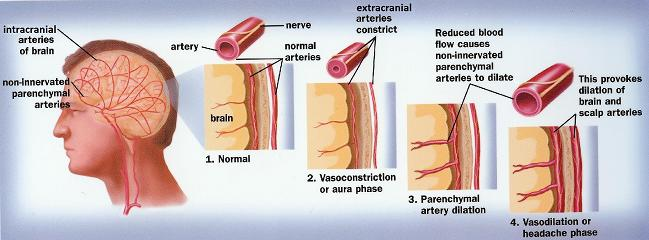 intracranial
arteries
of brain
non-innervated
parenchymal
arteries
artery
nerve
normal
arteries
brain
1. Normal
extracranial
arteries
constrict
2. Vasoconstriction
or aura phase
Reduced blood
flow causes
non-innervated
parenchymal
arteries to dilate
3. Parenchymal
artery dilation
This provokes
dilation of
brain and
scalp arteries
4. Vasodilation or
headache phase